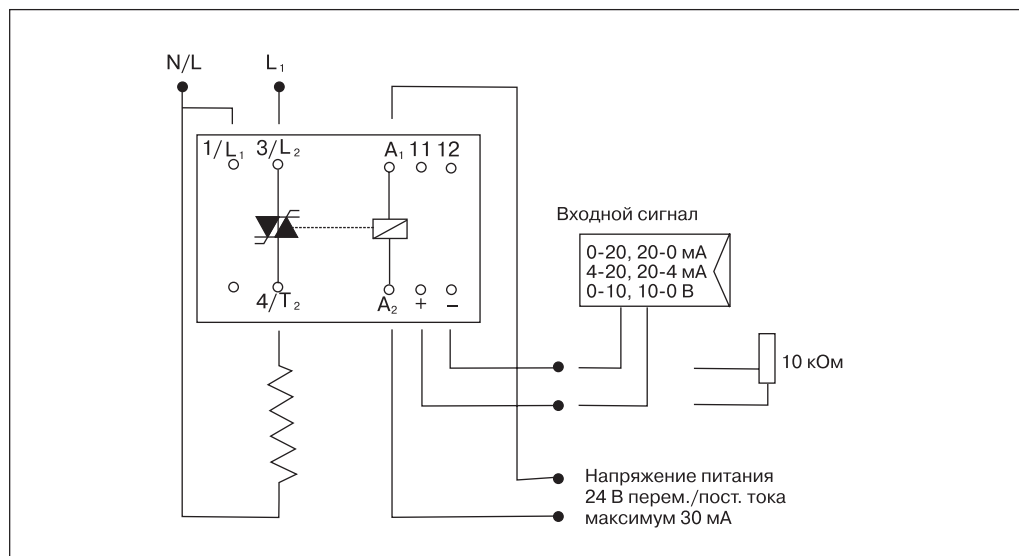 N/L
L₁
1/L₁ 3/L₂ A₁ 11 12
4/T₂ A₂ + –
Входной сигнал
0-20, 20-0 мА
4-20, 20-4 мА
0-10, 10-0 В
10 кОм
Напряжение питания
24 В перем./пост. тока
максимум 30 мА